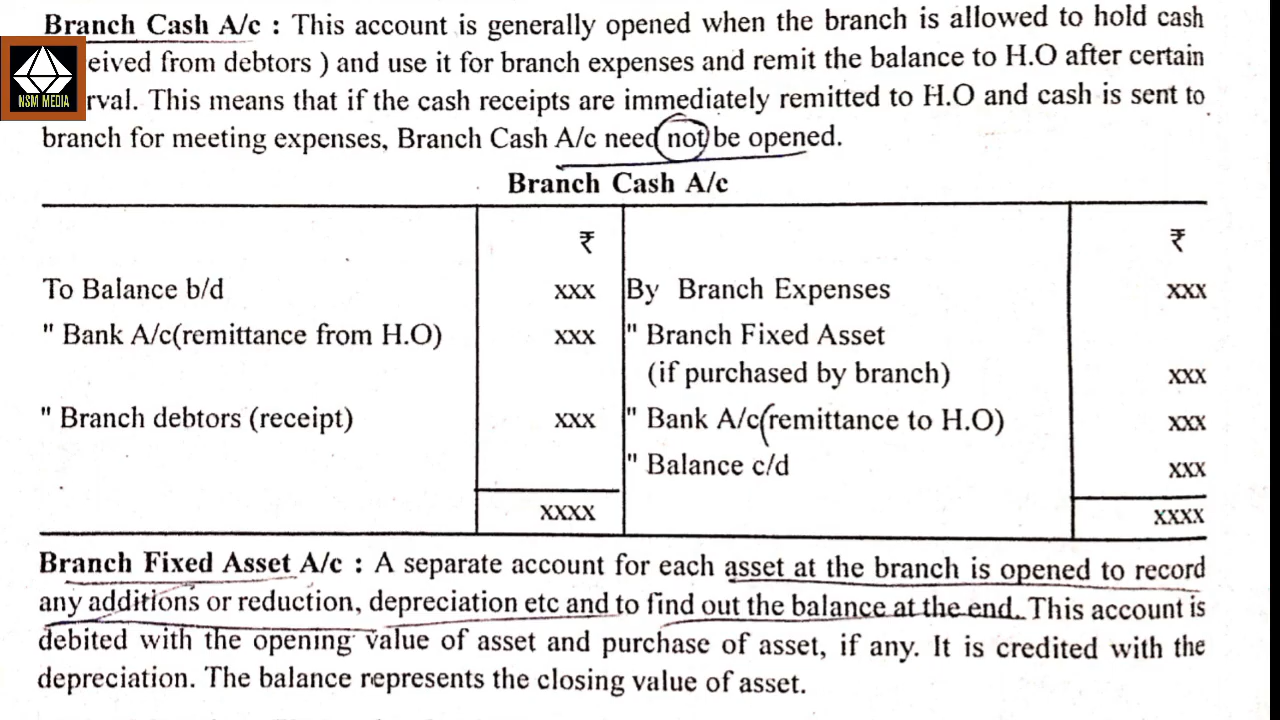 Branch Cash A/c : This account is generally opened when the branch is allowed to hold cash
eived from debtors ) and use it for branch expenses and remit the balance to H.O after certain
NSM MEDIA
rval. This means that if the cash receipts are immediately remitted to H.O and cash is sent to
branch for meeting expenses, Branch Cash A/c need not be opened.
Branch Cash A/c
₹ ₹
To Balance b/d xxx By Branch Expenses xxx
" Bank A/c(remittance from H.O) xxx " Branch Fixed Asset
(if purchased by branch) xxx
" Branch debtors (receipt) xxx " Bank A/c(remittance to H.O) xxx
" Balance c/d xxx
xxxx xxxx
Branch Fixed Asset A/c : A separate account for each asset at the branch is opened to record
any additions or reduction, depreciation etc and to find out the balance at the end. This account is
debited with the opening value of asset and purchase of asset, if any. It is credited with the
depreciation. The balance represents the closing value of asset.